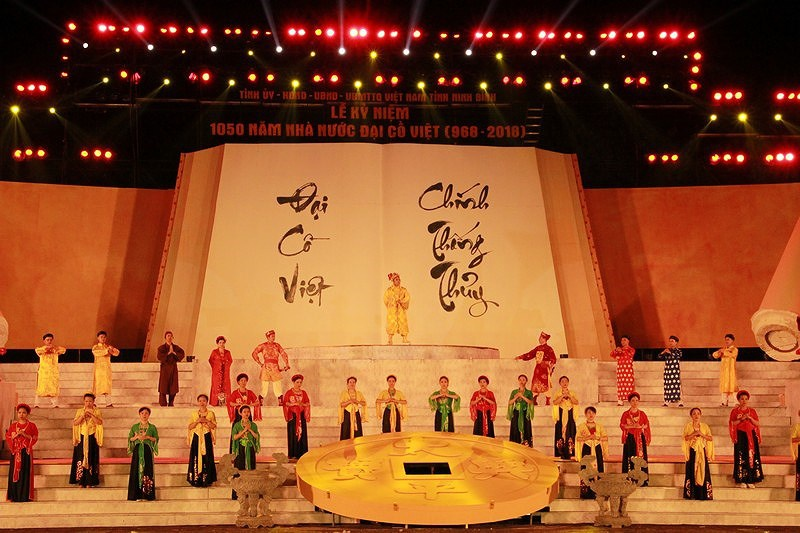 TỈNH ỦY - HĐND - UBND - UBMTTQ VIỆT NAM TỈNH NINH BÌNH
LỄ KỶ NIỆM
1050 NĂM NHÀ NƯỚC ĐẠI CỒ VIỆT (968 - 2018)
Đại
Cồ
Việt
Chính
Thống
Thủy
平